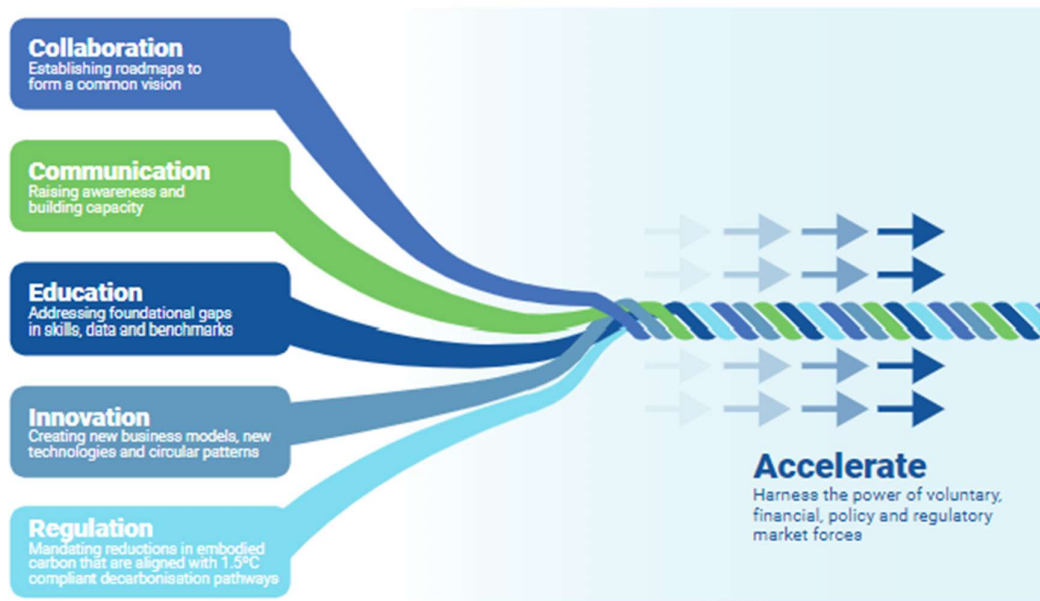 Collaboration
Establishing roadmaps to
form a common vision
Communication
Raising awareness and
building capacity
Education
Addressing foundational gaps
in skills, data and benchmarks
Innovation
Creating new business models, new
technologies and circular patterns
Regulation
Mandating reductions in embodied
carbon that are aligned with 1.5ºC
compliant decarbonisation pathways
Accelerate
Harness the power of voluntary,
financial, policy and regulatory
market forces